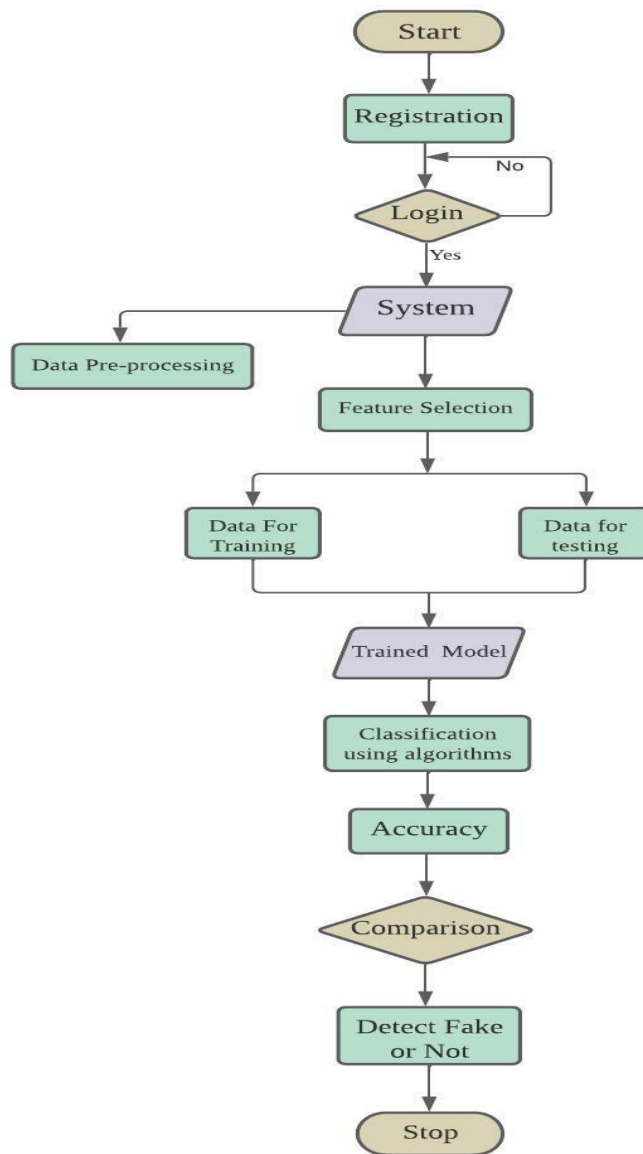 Start
Registration
No
Login
Yes
System
Data Pre-processing
Feature Selection
Data For
Training
Data for
testing
Trained Model
Classification
using algorithms
Accuracy
Comparison
Detect Fake
or Not
Stop